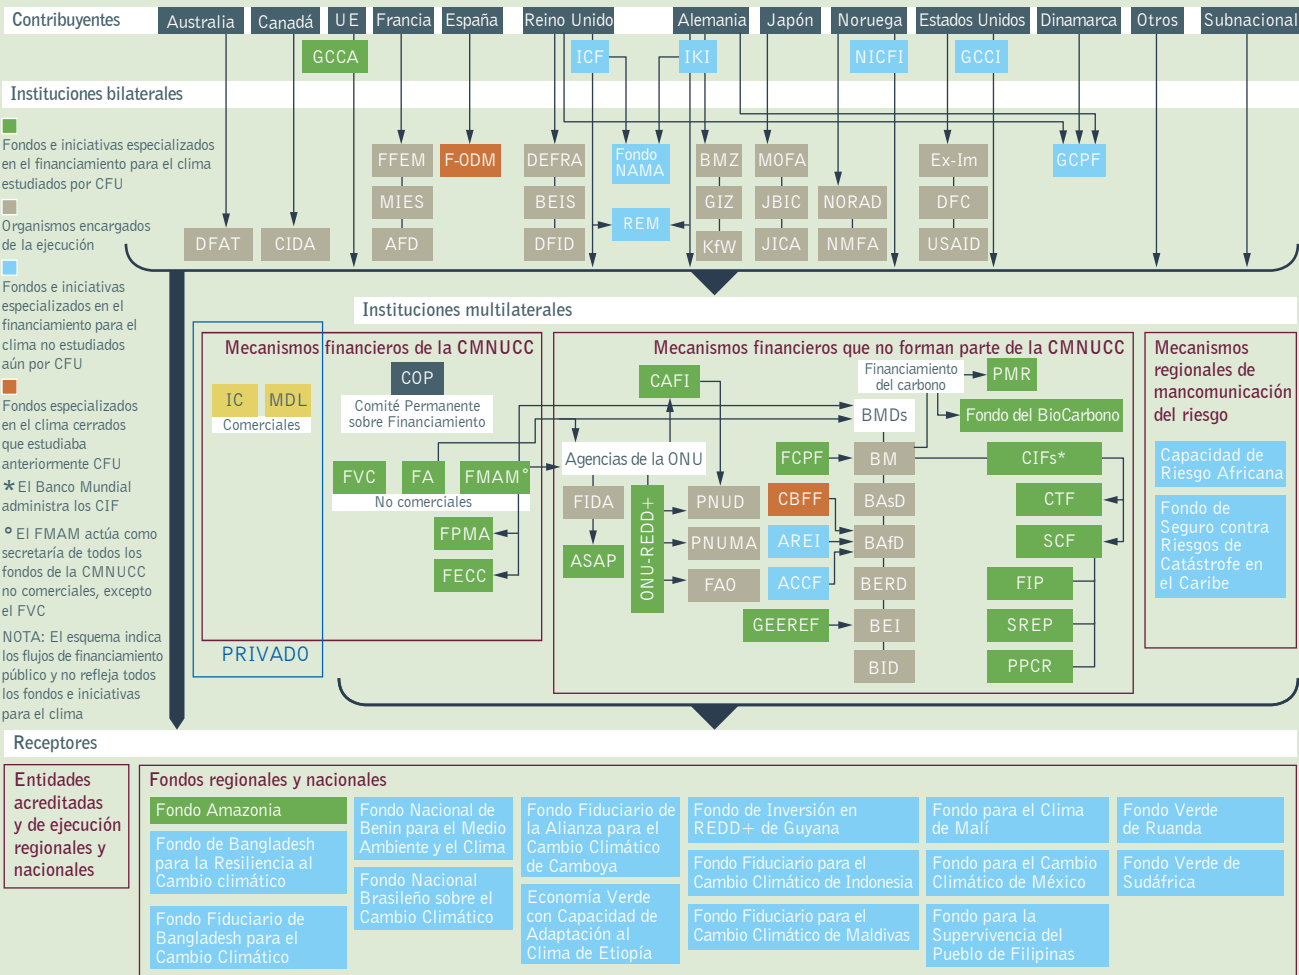 Contribuyentes
Australia
Canadá
UE
Francia
España
Reino Unido
Alemania
Japón
Noruega
Estados Unidos
Dinamarca
Otros
Subnacional
GCCA
ICF
IKI
NICFI
GCCI
Instituciones bilaterales
Fondos e iniciativas especializados
en el financiamiento para el clima
estudiados por CFU
Organismos encargados
de la ejecución
Fondos e iniciativas
especializados en el
financiamiento para el
clima no estudiados
aún por CFU
Fondos especializados
en el clima cerrados
que estudiaba
anteriormente CFU
* El Banco Mundial
administra los CIF
° El FMAM actúa como
secretaría de todos los
fondos de la CMNUCC
no comerciales, excepto
el FVC
NOTA: El esquema indica
los flujos de financiamiento
público y no refleja todos
los fondos e iniciativas
para el clima
FFEM
F-ODM
DEFRA
Fondo
NAMA
BMZ
MOFA
Ex-Im
GCPF
MIES
BEIS
GIZ
JBIC
NORAD
DFC
REM
DFAT
CIDA
AFD
DFID
KfW
JICA
NMFA
USAID
Instituciones multilaterales
Mecanismos financieros de la CMNUCC
COP
IC
MDL
Comerciales
Comité Permanente
sobre Financiamiento
FVC
FA
FMAM°
No comerciales
FPMA
FECC
PRIVADO
Mecanismos financieros que no forman parte de la CMNUCC
CAFI
Financiamiento
del carbono
PMR
BMDs
Fondo del BioCarbono
Agencias de la ONU
FCPF
BM
CIFs*
FIDA
PNUD
CBFF
BAsD
CTF
ONU-REDD+
PNUMA
AREI
BAfD
SCF
ASAP
FAO
ACCF
BERD
FIP
GEEREF
BEI
SREP
BID
PPCR
Mecanismos
regionales de
mancomunicación
del riesgo
Capacidad de
Riesgo Africana
Fondo de
Seguro contra
Riesgos de
Catástrofe en
el Caribe
Receptores
Entidades
acreditadas
y de ejecución
regionales y
nacionales
Fondos regionales y nacionales
Fondo Amazonia
Fondo de Bangladesh
para la Resiliencia al
Cambio climático
Fondo Fiduciario de
Bangladesh para el
Cambio Climático
Fondo Nacional de
Benin para el Medio
Ambiente y el Clima
Fondo Nacional
Brasileño sobre el
Cambio Climático
Fondo Fiduciario de
la Alianza para el
Cambio Climático
de Camboya
Economía Verde
con Capacidad de
Adaptación al
Clima de Etiopía
Fondo de Inversión en
REDD+ de Guyana
Fondo Fiduciario para el
Cambio Climático de Indonesia
Fondo Fiduciario para el
Cambio Climático de Maldivas
Fondo para el Clima
de Malí
Fondo para el Cambio
Climático de México
Fondo para la
Supervivencia del
Pueblo de Filipinas
Fondo Verde
de Ruanda
Fondo Verde de
Sudáfrica